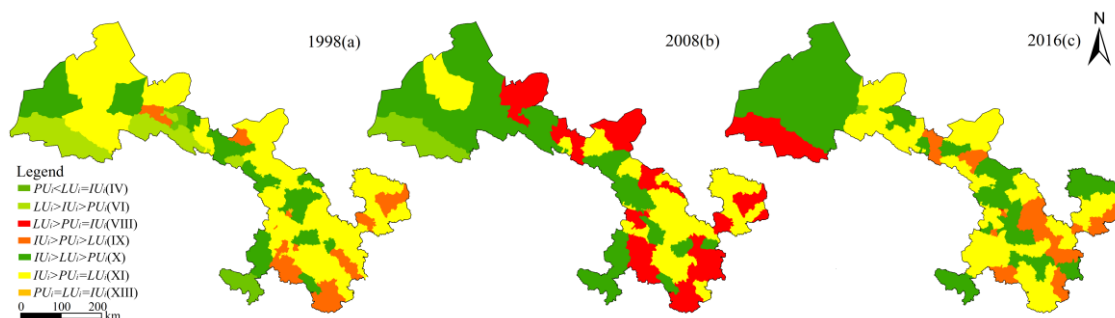 N
1998(a)
2008(b)
2016(c)
Legend
PUᵢ<LUᵢ=IUᵢ(IV)
LUᵢ>IUᵢ>PUᵢ(VI)
LUᵢ>PUᵢ=IUᵢ(VIII)
IUᵢ>PUᵢ>LUᵢ(IX)
IUᵢ>LUᵢ>PUᵢ(X)
IUᵢ>PUᵢ=LUᵢ(XI)
PUᵢ=LUᵢ=IUᵢ(XIII)
0 100 200
km